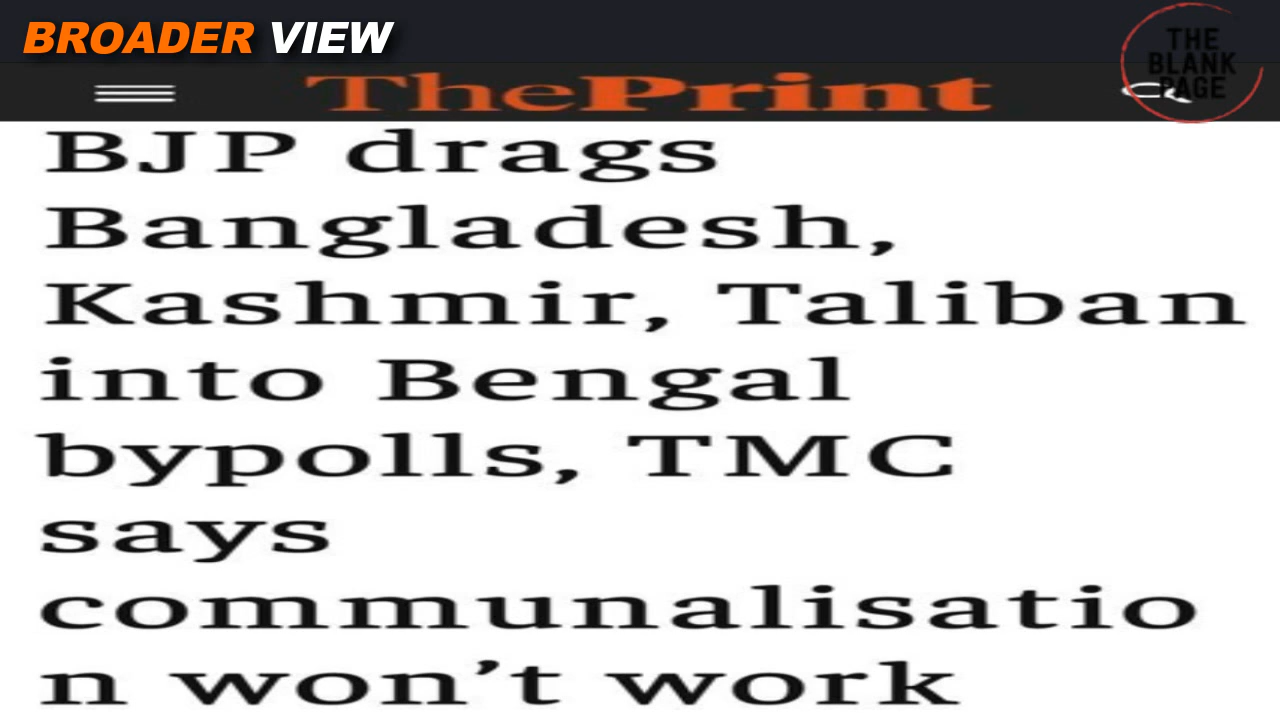 BROADER VIEW
THE
BLANK
PAGE
ThePrint
BJP drags
Bangladesh,
Kashmir, Taliban
into Bengal
bypolls, TMC
says
communalisatio
n won’t work